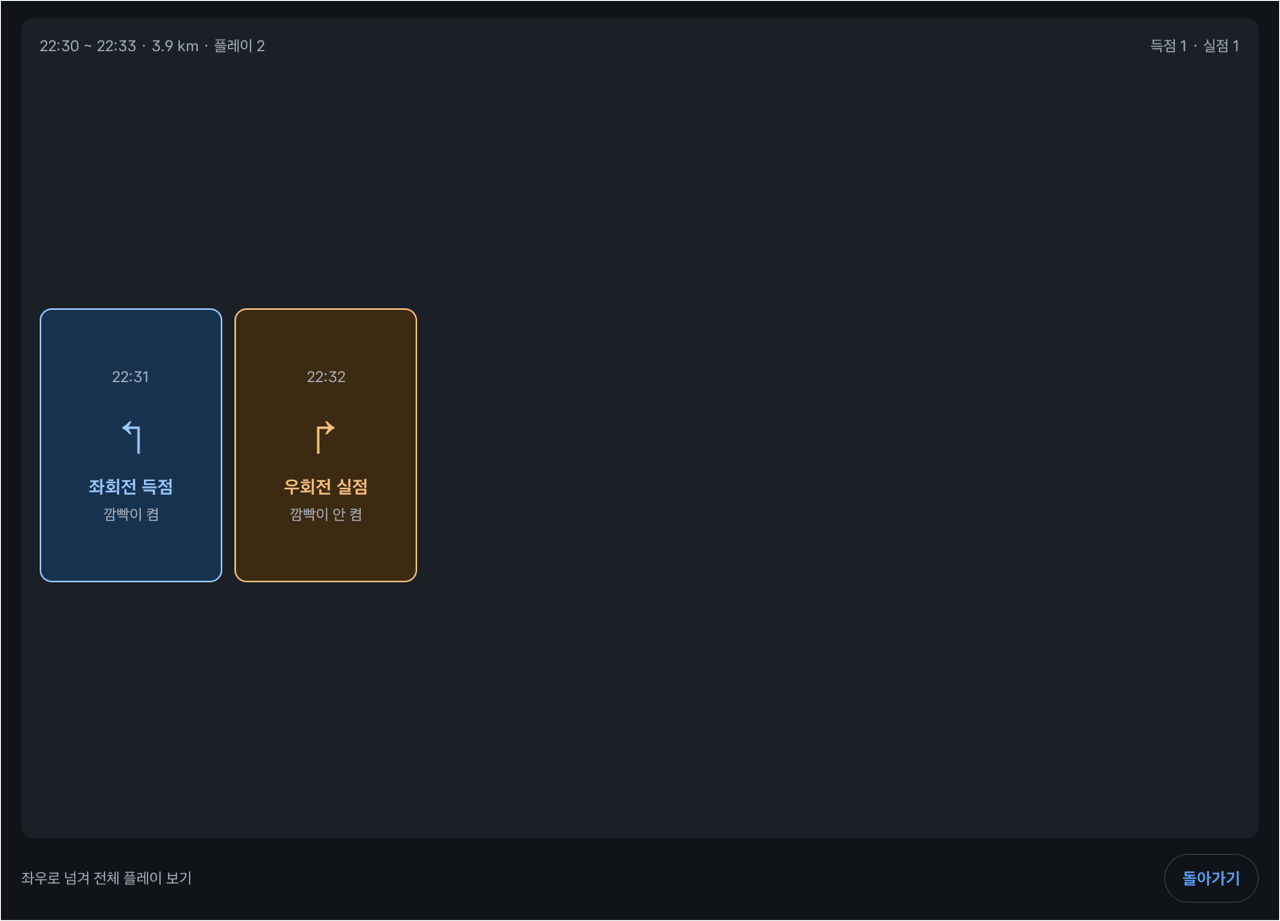 22:30 ~ 22:33 · 3.9 km · 플레이 2
득점 1 · 실점 1
22:31
좌회전 득점
깜빡이 켬
22:32
우회전 실점
깜빡이 안 켬
좌우로 넘겨 전체 플레이 보기
돌아가기